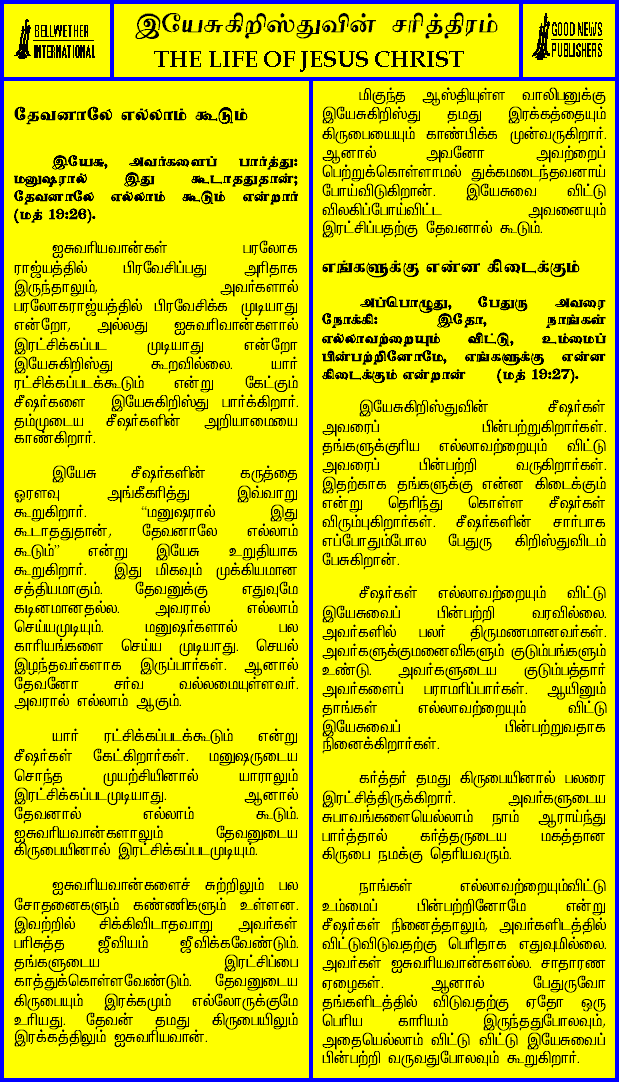 BELLWETHER
INTERNATIONAL
இயேசுகிறிஸ்துவின் சரித்திரம்
THE LIFE OF JESUS CHRIST
GOOD NEWS
PUBLISHERS
தேவனாலே எல்லாம் கூடும்
இயேசு, அவர்களைப் பார்த்து:
மனுஷரால் இது கூடாததுதான்;
தேவனாலே எல்லாம் கூடும் என்றார்
(மத் 19:26).
ஐசுவரியவான்கள் பரலோக
ராஜ்யத்தில் பிரவேசிப்பது அரிதாக
இருந்தாலும், அவர்களால்
பரலோகராஜ்யத்தில் பிரவேசிக்க முடியாது
என்றோ, அல்லது ஐசுவரிவான்களால்
இரட்சிக்கப்பட முடியாது என்றோ
இயேசுகிறிஸ்து கூறவில்லை. யார்
ரட்சிக்கப்படக்கூடும் என்று கேட்கும்
சீஷர்களை இயேசுகிறிஸ்து பார்க்கிறார்.
தம்முடைய சீஷர்களின் அறியாமையை
காண்கிறார்.
இயேசு சீஷர்களின் கருத்தை
ஓரளவு அங்கீகரித்து இவ்வாறு
கூறுகிறார். “மனுஷரால் இது
கூடாததுதான், தேவனாலே எல்லாம்
கூடும்” என்று இயேசு உறுதியாக
கூறுகிறார். இது மிகவும் முக்கியமான
சத்தியமாகும். தேவனுக்கு எதுவுமே
கடினமானதல்ல. அவரால் எல்லாம்
செய்யமுடியும். மனுஷர்களால் பல
காரியங்களை செய்ய முடியாது. செயல்
இழந்தவர்களாக இருப்பார்கள். ஆனால்
தேவனோ சர்வ வல்லமையுள்ளவர்.
அவரால் எல்லாம் ஆகும்.
யார் ரட்சிக்கப்படக்கூடும் என்று
சீஷர்கள் கேட்கிறார்கள். மனுஷருடைய
சொந்த முயற்சியினால் யாராலும்
இரட்சிக்கப்படமுடியாது. ஆனால்
தேவனால் எல்லாம் கூடும்.
ஐசுவரியவான்களாலும் தேவனுடைய
கிருபையினால் இரட்சிக்கப்படமுடியும்.
ஐசுவரியவான்களைச் சுற்றிலும் பல
சோதனைகளும் கண்ணிகளும் உள்ளன.
இவற்றில் சிக்கிவிடாதவாறு அவர்கள்
பரிசுத்த ஜீவியம் ஜீவிக்கவேண்டும்.
தங்களுடைய இரட்சிப்பை
காத்துக்கொள்ளவேண்டும். தேவனுடைய
கிருபையும் இரக்கமும் எல்லோருக்குமே
உரியது. தேவன் தமது கிருபையிலும்
இரக்கத்திலும் ஐசுவரியவான்.
மிகுந்த ஆஸ்தியுள்ள வாலிபனுக்கு
இயேசுகிறிஸ்து தமது இரக்கத்தையும்
கிருபையையும் காண்பிக்க முன்வருகிறார்.
ஆனால் அவனோ அவற்றைப்
பெற்றுக்கொள்ளாமல் துக்கமடைந்தவனாய்
போய்விடுகிறான். இயேசுவை விட்டு
விலகிப்போய்விட்ட அவனையும்
இரட்சிப்பதற்கு தேவனால் கூடும்.
எங்களுக்கு என்ன கிடைக்கும்
அப்பொழுது, பேதுரு அவரை
நோக்கி: இதோ, நாங்கள்
எல்லாவற்றையும் விட்டு, உம்மைப்
பின்பற்றினோமே, எங்களுக்கு என்ன
கிடைக்கும் என்றான் (மத் 19:27).
இயேசுகிறிஸ்துவின் சீஷர்கள்
அவரைப் பின்பற்றுகிறார்கள்.
தங்களுக்குரிய எல்லாவற்றையும் விட்டு
அவரைப் பின்பற்றி வருகிறார்கள்.
இதற்காக தங்களுக்கு என்ன கிடைக்கும்
என்று தெரிந்து கொள்ள சீஷர்கள்
விரும்புகிறார்கள். சீஷர்களின் சார்பாக
எப்போதும்போல பேதுரு கிறிஸ்துவிடம்
பேசுகிறான்.
சீஷர்கள் எல்லாவற்றையும் விட்டு
இயேசுவைப் பின்பற்றி வரவில்லை.
அவர்களில் பலர் திருமணமானவர்கள்.
அவர்களுக்குமனைவிகளும் குடும்பங்களும்
உண்டு. அவர்களுடைய குடும்பத்தார்
அவர்களைப் பராமரிப்பார்கள். ஆயினும்
தாங்கள் எல்லாவற்றையும் விட்டு
இயேசுவைப் பின்பற்றுவதாக
நினைக்கிறார்கள்.
கர்த்தர் தமது கிருபையினால் பலரை
இரட்சித்திருக்கிறார். அவர்களுடைய
சுபாவங்களையெல்லாம் நாம் ஆராய்ந்து
பார்த்தால் கர்த்தருடைய மகத்தான
கிருபை நமக்கு தெரியவரும்.
நாங்கள் எல்லாவற்றையும்விட்டு
உம்மைப் பின்பற்றினோமே என்று
சீஷர்கள் நினைத்தாலும், அவர்களிடத்தில்
விட்டுவிடுவதற்கு பெரிதாக எதுவுமில்லை.
அவர்கள் ஐசுவரியவான்களல்ல. சாதாரண
ஏழைகள். ஆனால் பேதுருவோ
தங்களிடத்தில் விடுவதற்கு ஏதோ ஒரு
பெரிய காரியம் இருந்ததுபோலவும்,
அதையெல்லாம் விட்டு விட்டு இயேசுவைப்
பின்பற்றி வருவதுபோலவும் கூறுகிறார்.